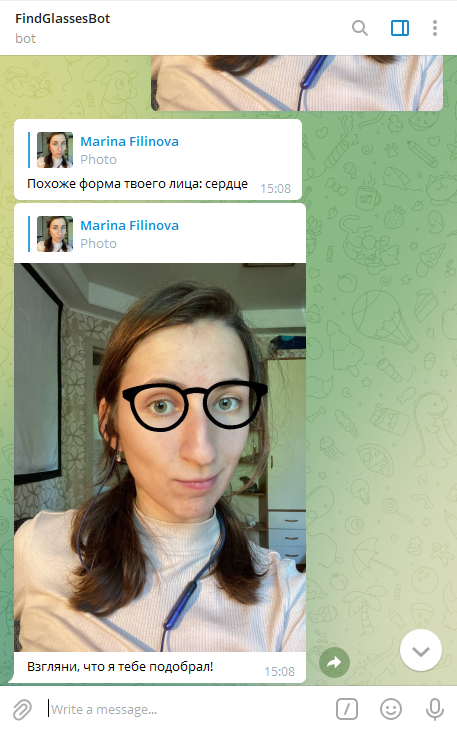 FindGlassesBot
bot
Marina Filinova
Photo
Похоже форма твоего лица: сердце 15:08
Marina Filinova
Photo
Взгляни, что я тебе подобрал! 15:08
Write a message...